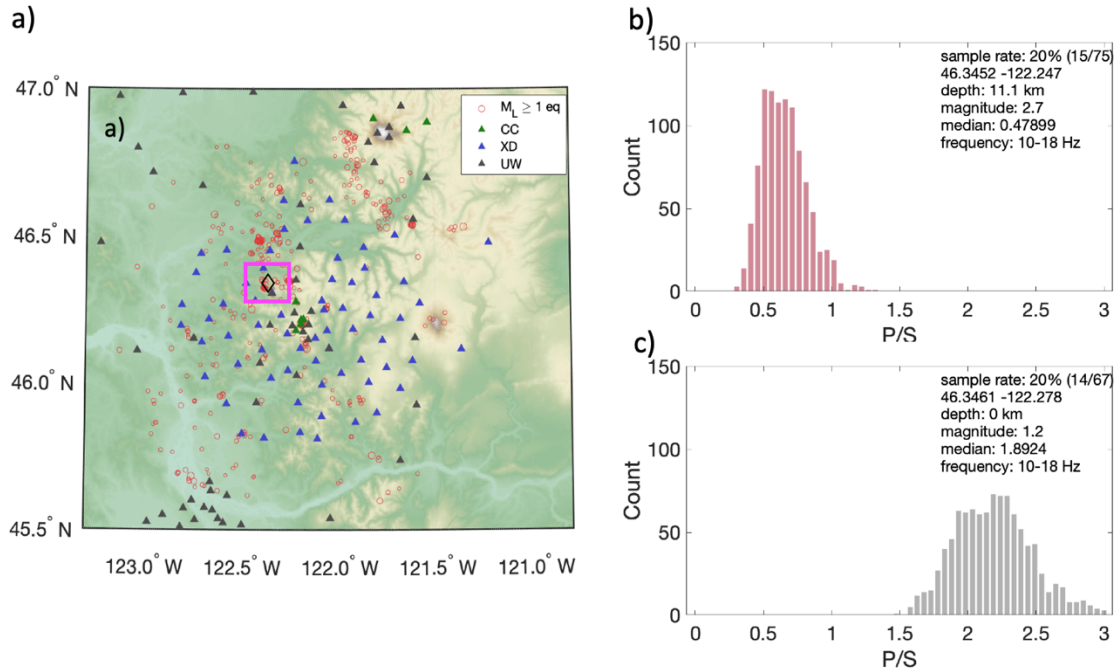 a)
47.0° N
46.5° N
46.0° N
45.5° N
123.0° W
122.5° W
122.0° W
121.5° W
121.0° W
a)
M_L ≥ 1 eq
CC
XD
UW
b)
150
100
50
0
Count
0
0.5
1
1.5
2
2.5
3
P/S
sample rate: 20% (15/75)
46.3452 -122.247
depth: 11.1 km
magnitude: 2.7
median: 0.47899
frequency: 10-18 Hz
c)
150
100
50
0
Count
0
0.5
1
1.5
2
2.5
3
P/S
sample rate: 20% (14/67)
46.3461 -122.278
depth: 0 km
magnitude: 1.2
median: 1.8924
frequency: 10-18 Hz